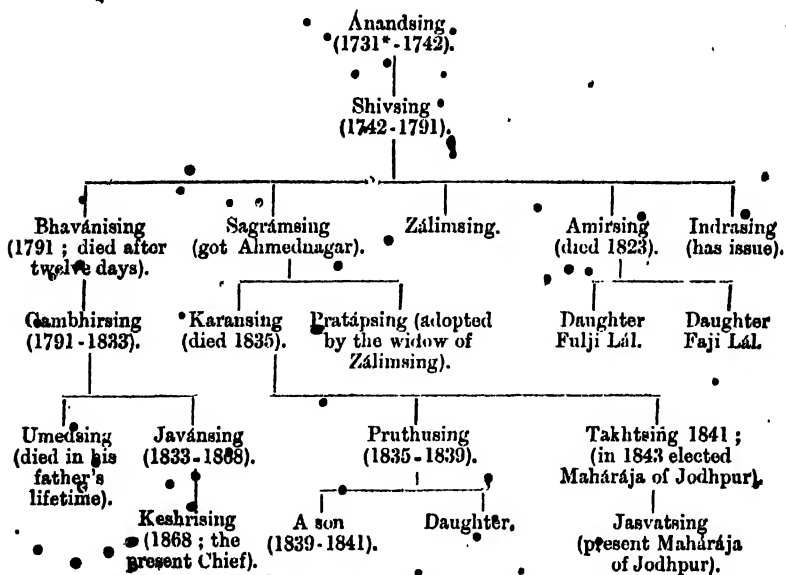 Ánandsing
(1731*-1742).
Shivsing
(1742-1791).
Bhavánising
(1791 ; died after
twelve days).
Sagrámsing
(got Ahmednagar).
Zálimsing.
Amirsing
(died 1823).
Indrasing
(has issue).
Gambhirsing
(1791-1833).
Karansing
(died 1835).
Pratápsing (adopted
by the widow of
Zálimsing).
Daughter
Fulji Lál.
Daughter
Faji Lál.
Umedsing
(died in his
father's
lifetime).
Javánsing
(1833-1868).
Pruthusing
(1835-1839).
Takhtsing 1841 ;
(in 1843 elected
Mahárája of Jodhpur).
Keshrising
(1868 ; the
present Chief).
A son
(1839-1841).
Daughter.
Jasvatsing
(present Mahárája
of Jodhpur).